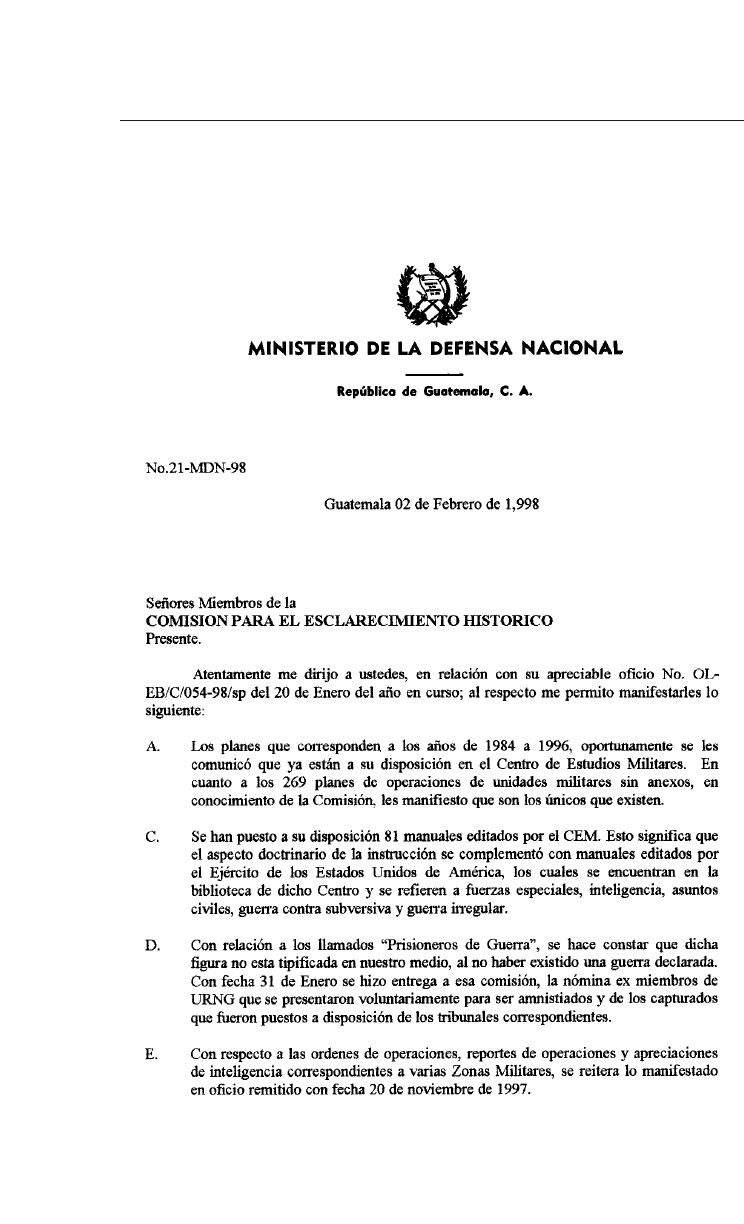 MINISTERIO DE LA DEFENSA NACIONAL
República de Guatemala, C. A.
No.21-MDN-98
Guatemala 02 de Febrero de 1,998
Señores Miembros de la
COMISION PARA EL ESCLARECIMIENTO HISTORICO
Presente.
Atentamente me dirijo a ustedes, en relación con su apreciable oficio No. OL-
EB/C/054-98/sp del 20 de Enero del año en curso; al respecto me permito manifestarles lo
siguiente:
A. Los planes que corresponden a los años de 1984 a 1996, oportunamente se les
comunicó que ya están a su disposición en el Centro de Estudios Militares. En
cuanto a los 269 planes de operaciones de unidades militares sin anexos, en
conocimiento de la Comisión, les manifiesto que son los únicos que existen.
C. Se han puesto a su disposición 81 manuales editados por el CEM. Esto significa que
el aspecto doctrinario de la instrucción se complementó con manuales editados por
el Ejército de los Estados Unidos de América, los cuales se encuentran en la
biblioteca de dicho Centro y se refieren a fuerzas especiales, inteligencia, asuntos
civiles, guerra contra subversiva y guerra irregular.
D. Con relación a los llamados “Prisioneros de Guerra”, se hace constar que dicha
figura no esta tipificada en nuestro medio, al no haber existido una guerra declarada.
Con fecha 31 de Enero se hizo entrega a esa comisión, la nómina ex miembros de
URNG que se presentaron voluntariamente para ser amnistiados y de los capturados
que fueron puestos a disposición de los tribunales correspondientes.
E. Con respecto a las ordenes de operaciones, reportes de operaciones y apreciaciones
de inteligencia correspondientes a varias Zonas Militares, se reitera lo manifestado
en oficio remitido con fecha 20 de noviembre de 1997.